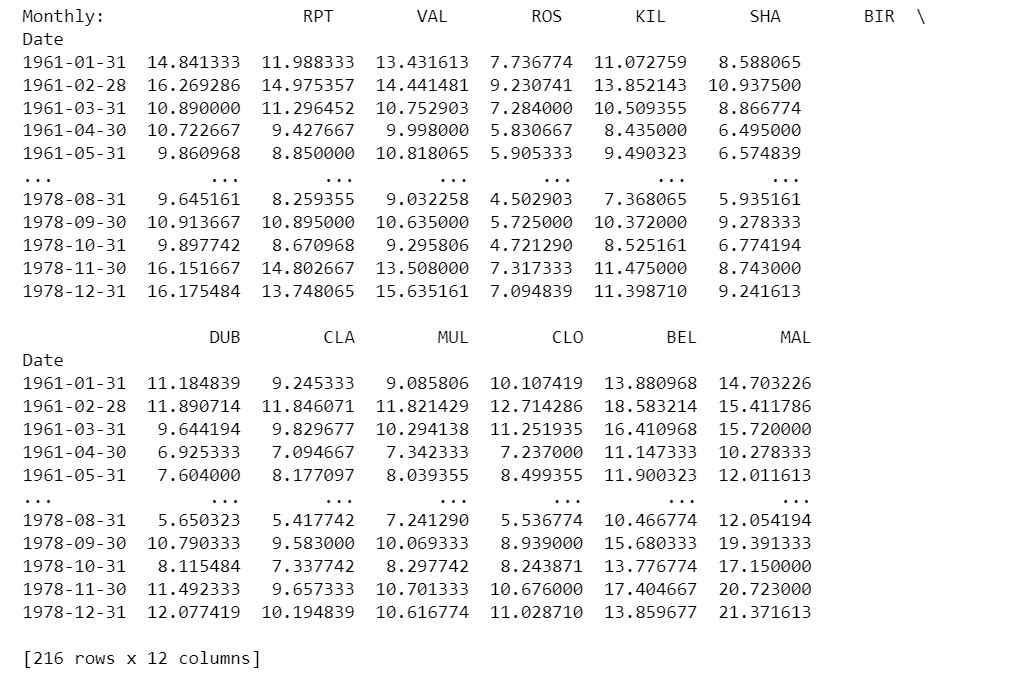 Monthly:                   RPT        VAL        ROS       KIL        SHA        BIR  \
Date
1961-01-31  14.841333  11.988333  13.431613  7.736774  11.072759   8.588065
1961-02-28  16.269286  14.975357  14.441481  9.230741  13.852143  10.937500
1961-03-31  10.890000  11.296452  10.752903  7.284000  10.509355   8.866774
1961-04-30  10.722667   9.427667   9.998000  5.830667   8.435000   6.495000
1961-05-31   9.860968   8.850000  10.818065  5.905333   9.490323   6.574839
...               ...        ...        ...       ...        ...        ...
1978-08-31   9.645161   8.259355   9.032258  4.502903   7.368065   5.935161
1978-09-30  10.913667  10.895000  10.635000  5.725000  10.372000   9.278333
1978-10-31   9.897742   8.670968   9.295806  4.721290   8.525161   6.774194
1978-11-30  16.151667  14.802667  13.508000  7.317333  11.475000   8.743000
1978-12-31  16.175484  13.748065  15.635161  7.094839  11.398710   9.241613
                  DUB        CLA        MUL        CLO        BEL        MAL
Date
1961-01-31  11.184839   9.245333   9.085806  10.107419  13.880968  14.703226
1961-02-28  11.890714  11.846071  11.821429  12.714286  18.583214  15.411786
1961-03-31   9.644194   9.829677  10.294138  11.251935  16.410968  15.720000
1961-04-30   6.925333   7.094667   7.342333   7.237000  11.147333  10.278333
1961-05-31   7.604000   8.177097   8.039355   8.499355  11.900323  12.011613
...               ...        ...        ...        ...        ...        ...
1978-08-31   5.650323   5.417742   7.241290   5.536774  10.466774  12.054194
1978-09-30  10.790333   9.583000  10.069333   8.939000  15.680333  19.391333
1978-10-31   8.115484   7.337742   8.297742   8.243871  13.776774  17.150000
1978-11-30  11.492333   9.657333  10.701333  10.676000  17.404667  20.723000
1978-12-31  12.077419  10.194839  10.616774  11.028710  13.859677  21.371613
[216 rows x 12 columns]